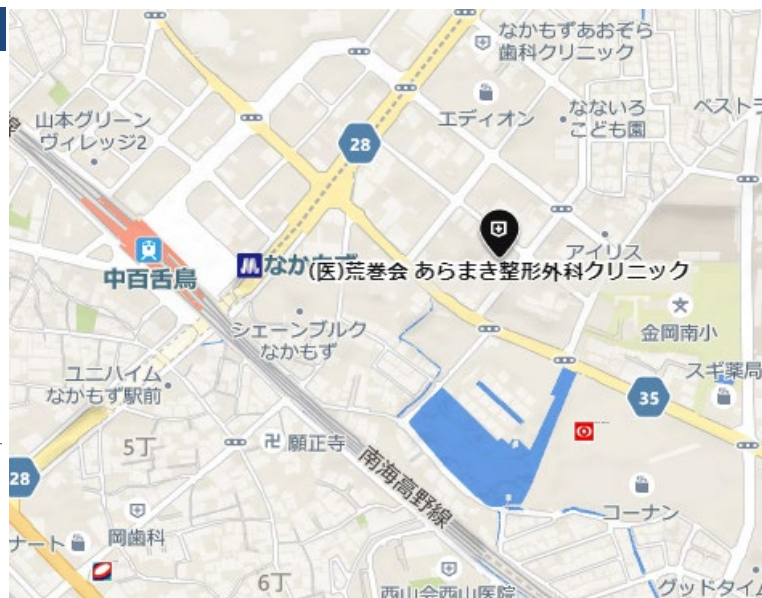 なかもずあおぞら
歯科クリニック
山本グリーン
ヴィレッジ2
エディオン
なないろ
こども園
ベストラ
28
中百舌鳥
なかもず
(医)荒巻会 あらまき整形外科クリニック
アイリス
シェーンブルク
なかもず
金岡南小
ユニハイム
なかもず駅前
スギ薬局
35
5丁
願正寺
南海高野線
28
コーナン
ナート
岡歯科
6丁
西山会西山医院
グッドタイム